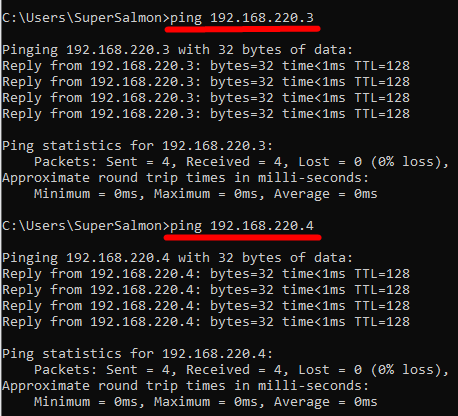 C:\Users\SuperSalmon>ping 192.168.220.3
Pinging 192.168.220.3 with 32 bytes of data:
Reply from 192.168.220.3: bytes=32 time<1ms TTL=128
Reply from 192.168.220.3: bytes=32 time<1ms TTL=128
Reply from 192.168.220.3: bytes=32 time<1ms TTL=128
Reply from 192.168.220.3: bytes=32 time<1ms TTL=128
Ping statistics for 192.168.220.3:
    Packets: Sent = 4, Received = 4, Lost = 0 (0% loss),
Approximate round trip times in milli-seconds:
    Minimum = 0ms, Maximum = 0ms, Average = 0ms
C:\Users\SuperSalmon>ping 192.168.220.4
Pinging 192.168.220.4 with 32 bytes of data:
Reply from 192.168.220.4: bytes=32 time<1ms TTL=128
Reply from 192.168.220.4: bytes=32 time<1ms TTL=128
Reply from 192.168.220.4: bytes=32 time<1ms TTL=128
Reply from 192.168.220.4: bytes=32 time<1ms TTL=128
Ping statistics for 192.168.220.4:
    Packets: Sent = 4, Received = 4, Lost = 0 (0% loss),
Approximate round trip times in milli-seconds:
    Minimum = 0ms, Maximum = 0ms, Average = 0ms